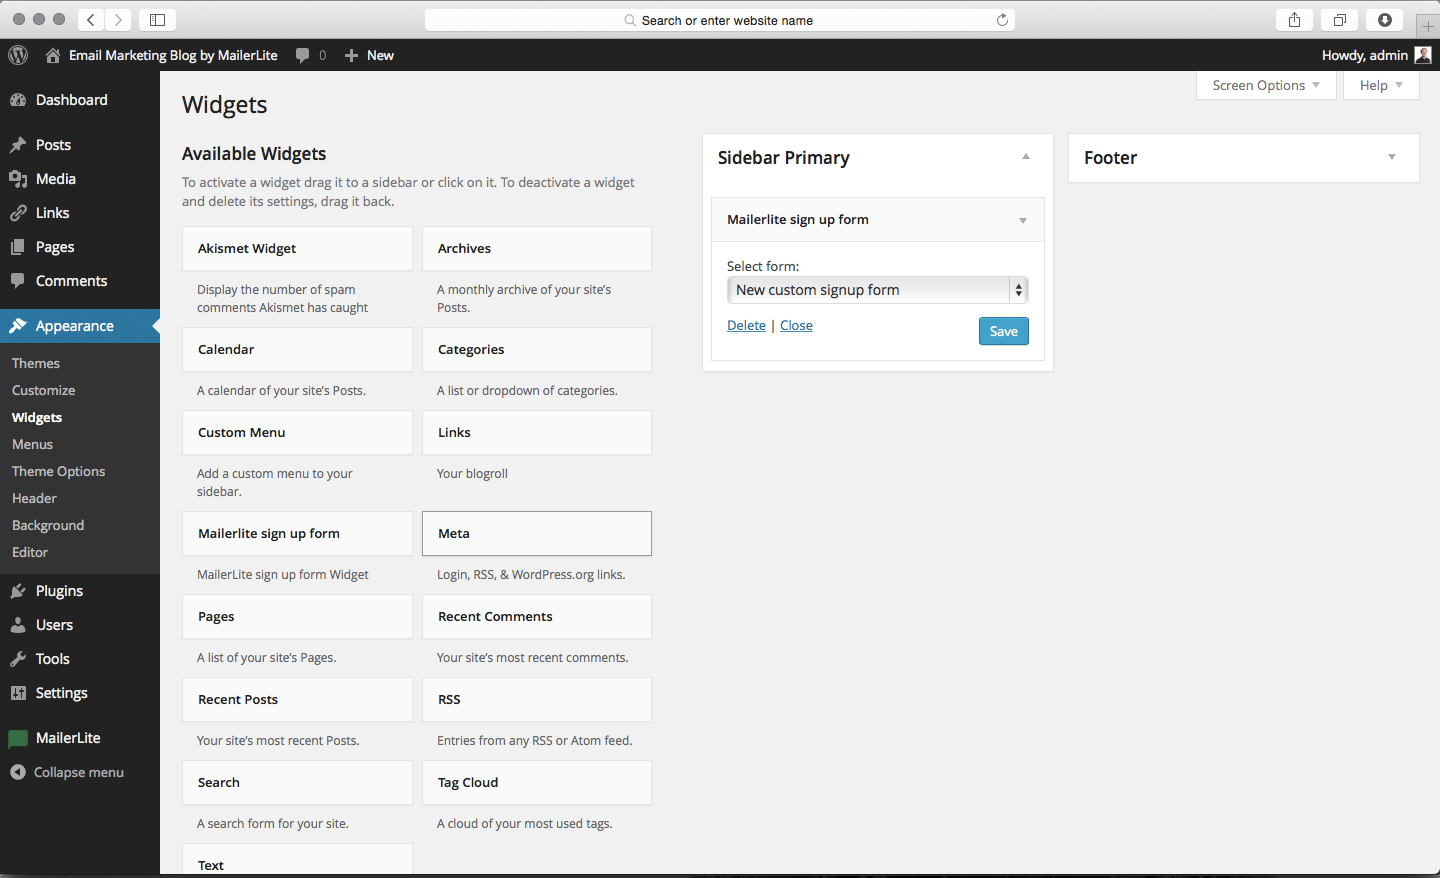 Search or enter website name
Email Marketing Blog by MailerLite
0
New
Howdy, admin
Dashboard
Posts
Media
Links
Pages
Comments
Appearance
Themes
Customize
Widgets
Menus
Theme Options
Header
Background
Editor
Plugins
Users
Tools
Settings
MailerLite
Collapse menu
Screen Options
Help
Widgets
Available Widgets
To activate a widget drag it to a sidebar or click on it. To deactivate a widget
and delete its settings, drag it back.
Akismet Widget
Display the number of spam
comments Akismet has caught
Archives
A monthly archive of your site’s
Posts.
Calendar
A calendar of your site’s Posts.
Categories
A list or dropdown of categories.
Custom Menu
Add a custom menu to your
sidebar.
Links
Your blogroll
Mailerlite sign up form
MailerLite sign up form Widget
Meta
Login, RSS, & WordPress.org links.
Pages
A list of your site’s Pages.
Recent Comments
Your site’s most recent comments.
Recent Posts
Your site’s most recent Posts.
RSS
Entries from any RSS or Atom feed.
Search
A search form for your site.
Tag Cloud
A cloud of your most used tags.
Text
Sidebar Primary
Mailerlite sign up form
Select form:
New custom signup form
Delete | Close
Save
Footer